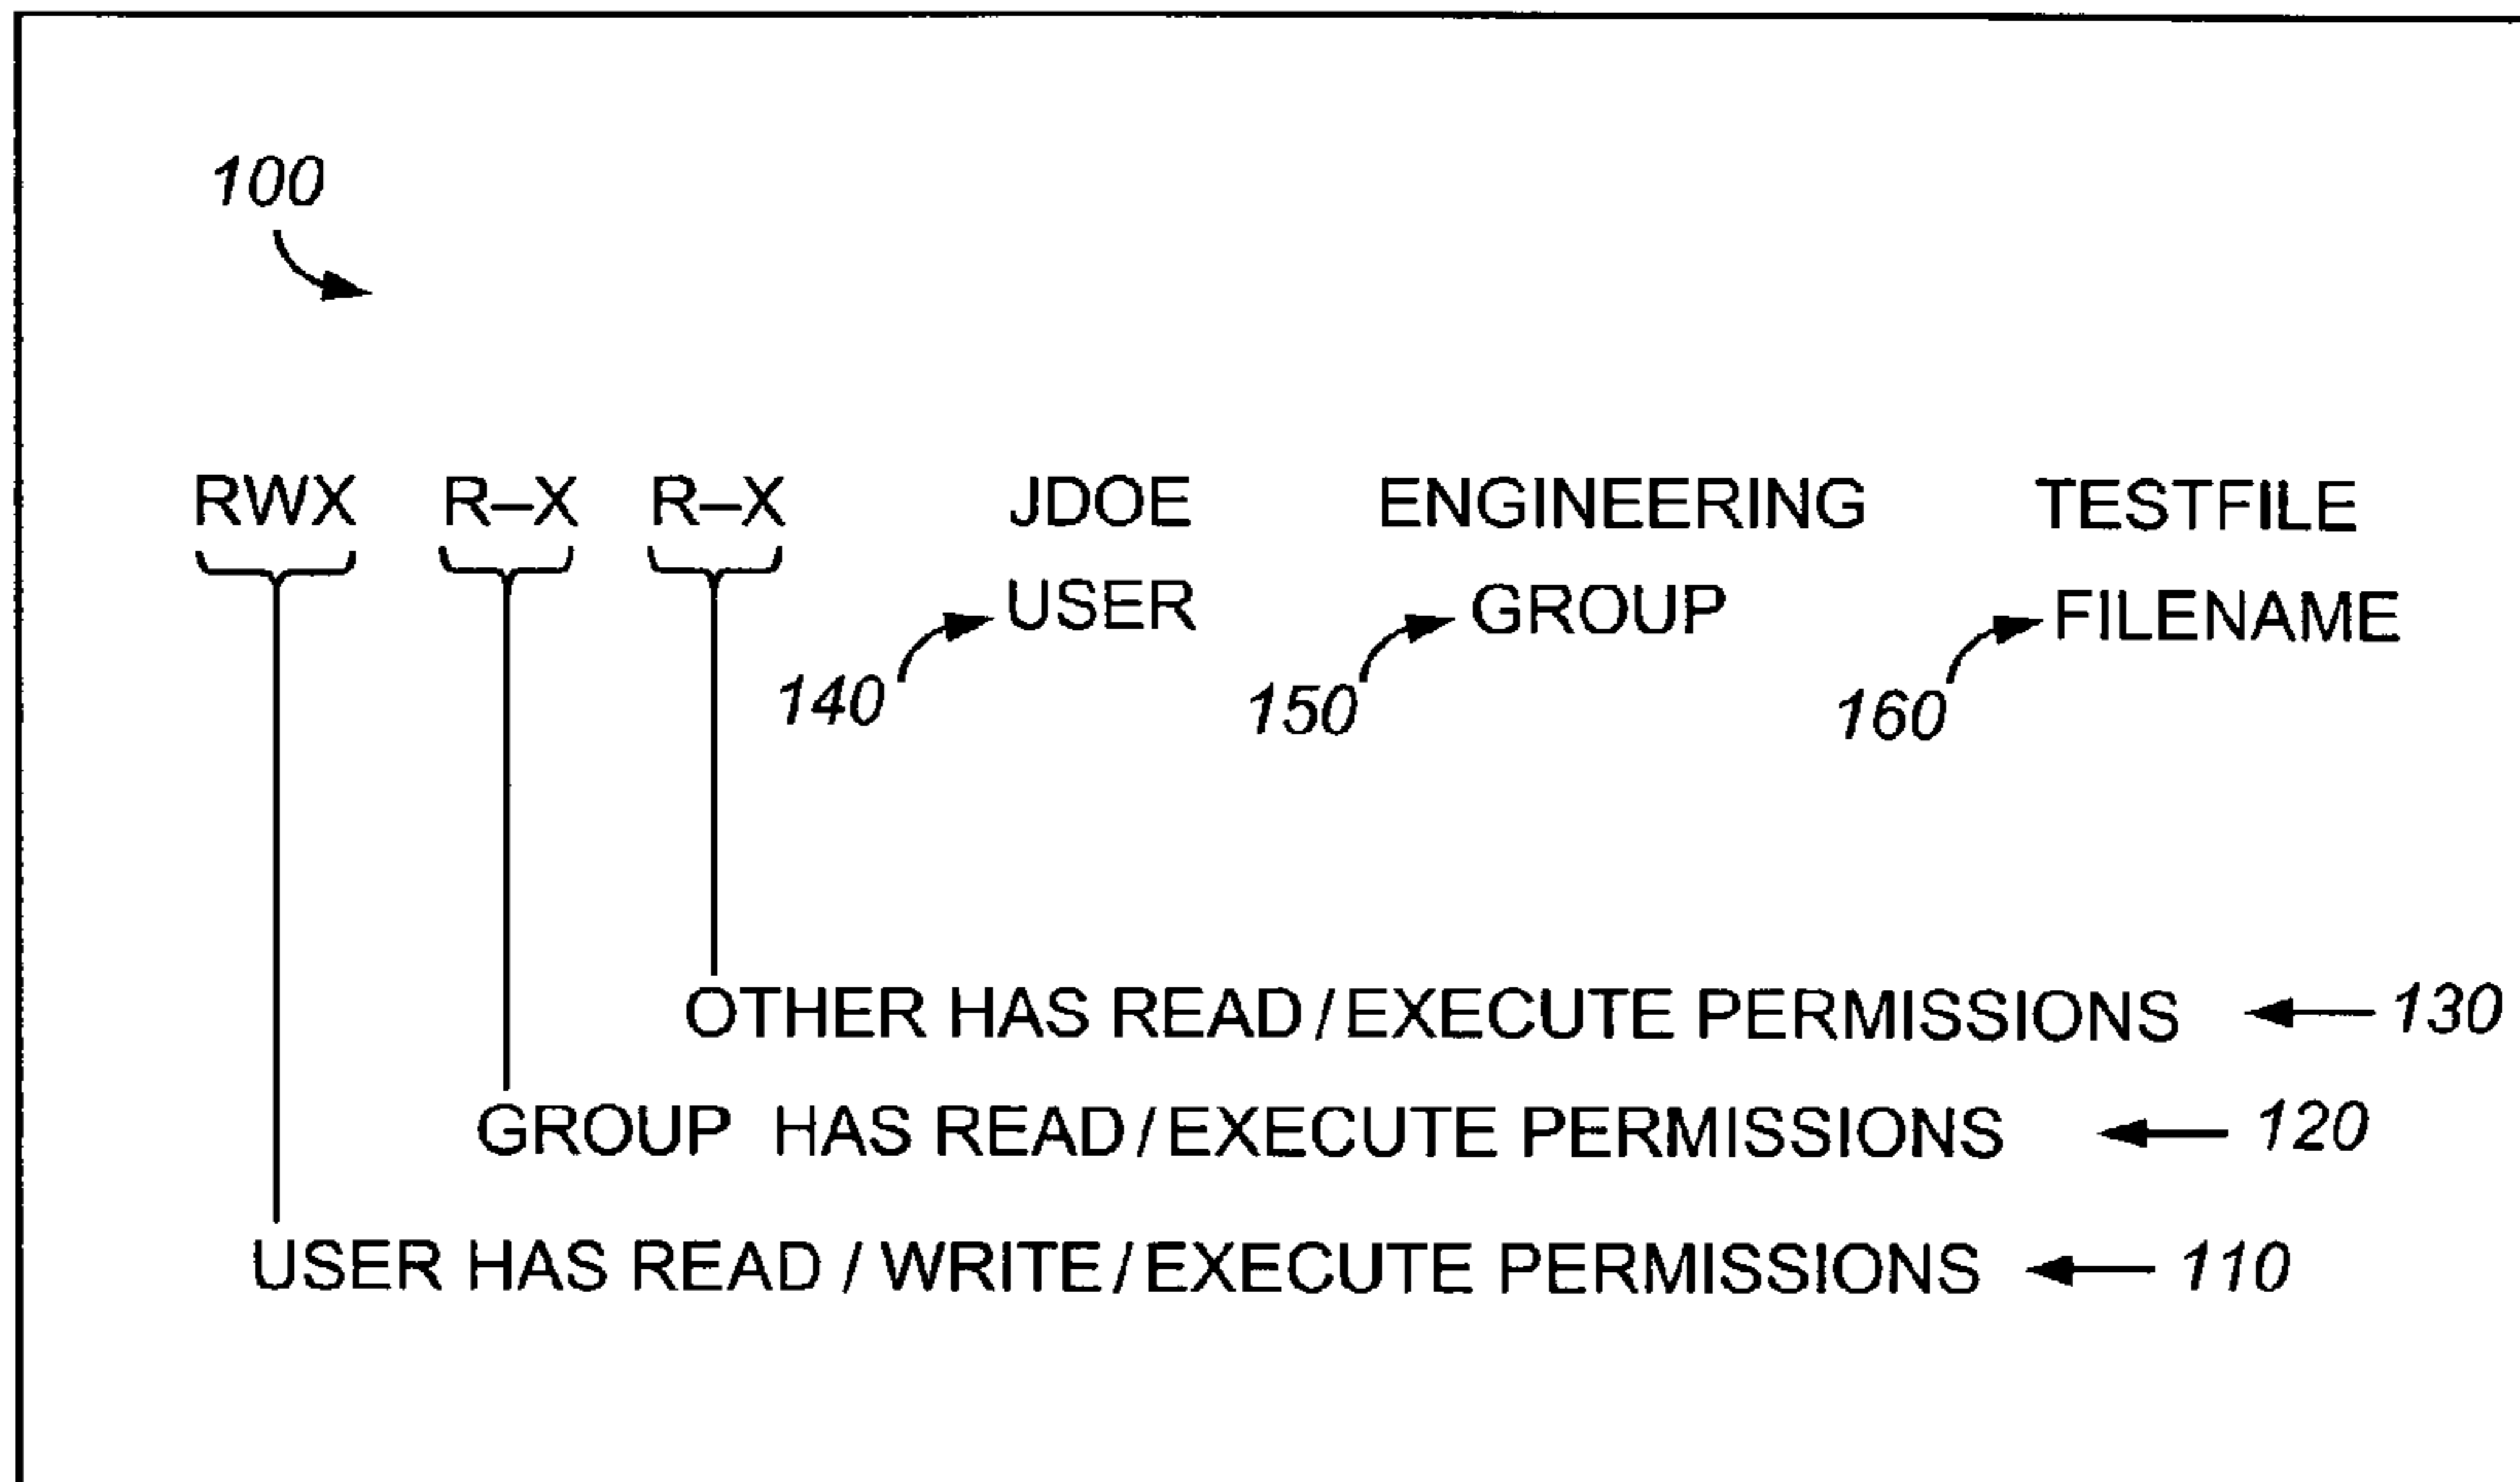 100
RWX R–X R–X JDOE ENGINEERING TESTFILE
USER GROUP FILENAME
140 150 160
OTHER HAS READ/EXECUTE PERMISSIONS 130
GROUP HAS READ/EXECUTE PERMISSIONS 120
USER HAS READ / WRITE/EXECUTE PERMISSIONS 110